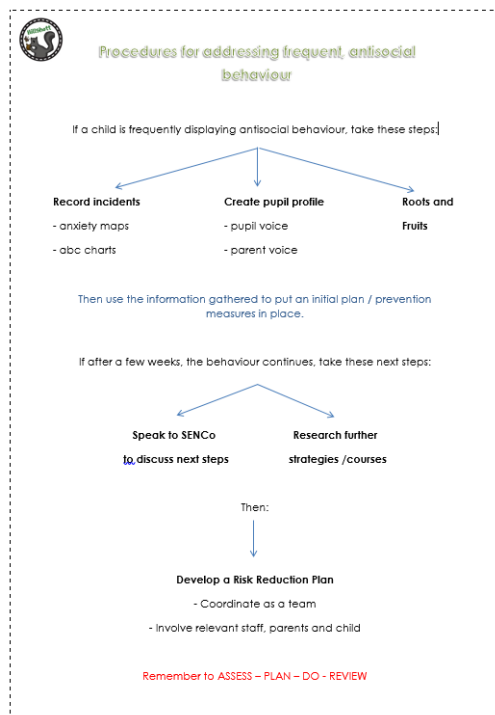 Hillshott
Procedures for addressing frequent, antisocial
behaviour
If a child is frequently displaying antisocial behaviour, take these steps:
Record incidents
- anxiety maps
- abc charts
Create pupil profile
- pupil voice
- parent voice
Roots and
Fruits
Then use the information gathered to put an initial plan / prevention
measures in place.
If after a few weeks, the behaviour continues, take these next steps:
Speak to SENCo
to discuss next steps
Research further
strategies /courses
Then:
Develop a Risk Reduction Plan
- Coordinate as a team
- Involve relevant staff, parents and child
Remember to ASSESS – PLAN – DO - REVIEW